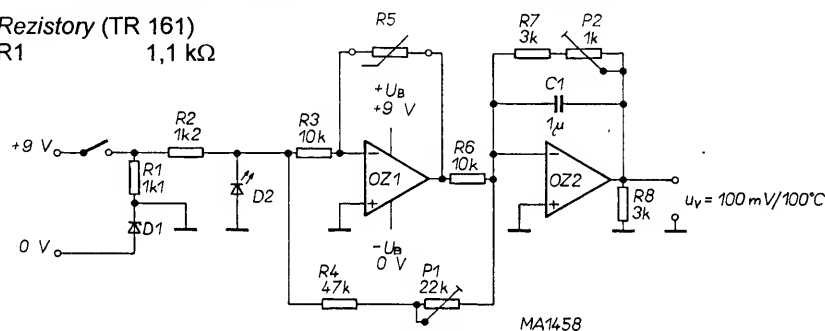 Rezistory (TR 161)
R1 1,1 kΩ
R5
R7
3k
P2
1k
+UB
+9 V
C1
1μ
R2
1k2
R3
10k
+9 V
R1
1k1
D2
OZ1
R6
10k
OZ2
R8
3k
uv = 100 mV/100°C
D1
0 V
-UB
0 V
R4
47k
P1
22k
MA1458